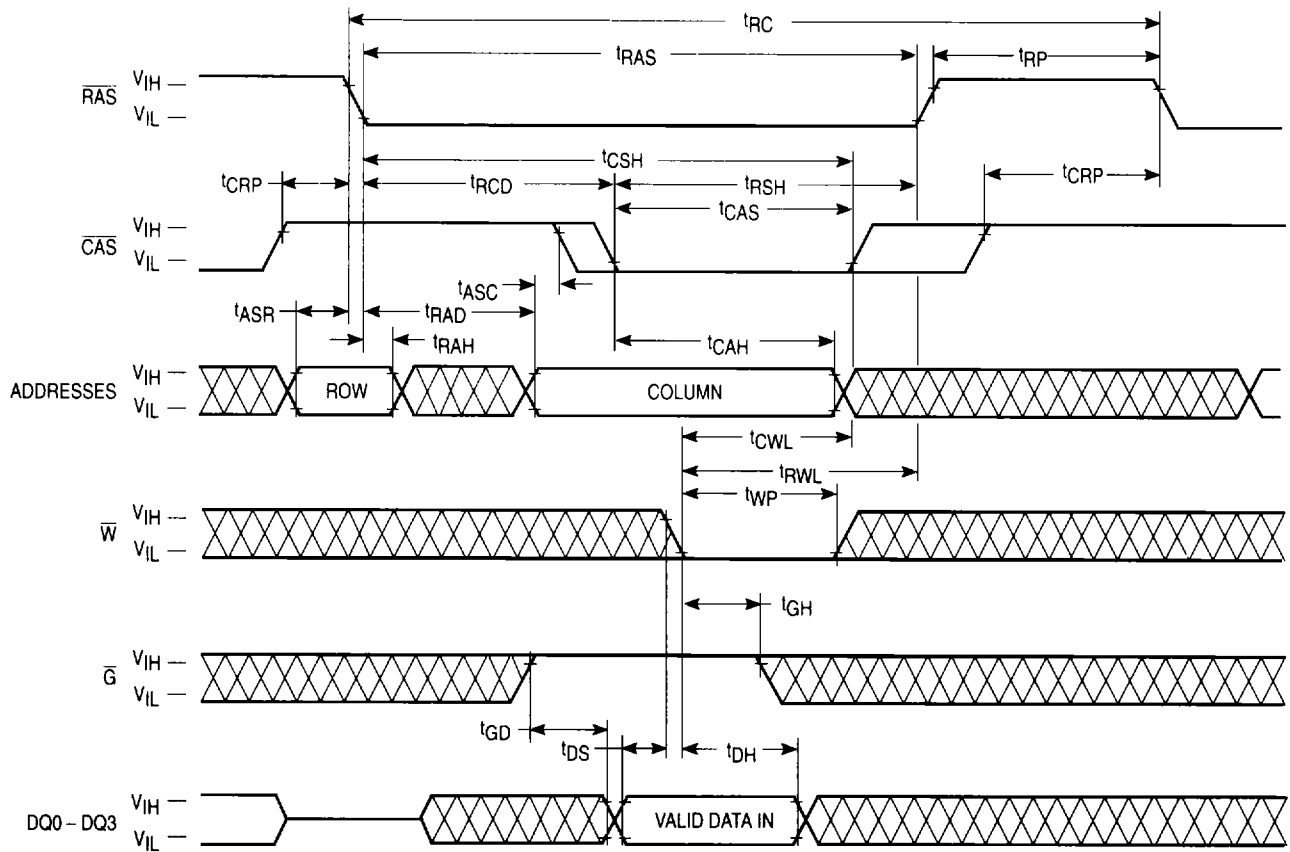 tRC
tRAS
tRP
RAS
VIH
VIL
tCSH
tCRP
tRCD
tRSH
tCRP
tCAS
CAS
VIH
VIL
tASC
tASR
tRAD
tRAH
tCAH
ADDRESSES
VIH
VIL
ROW
COLUMN
tCWL
tRWL
tWP
W
VIH
VIL
tGH
G
VIH
VIL
tGD
tDS
tDH
DQ0 – DQ3
VIH
VIL
VALID DATA IN